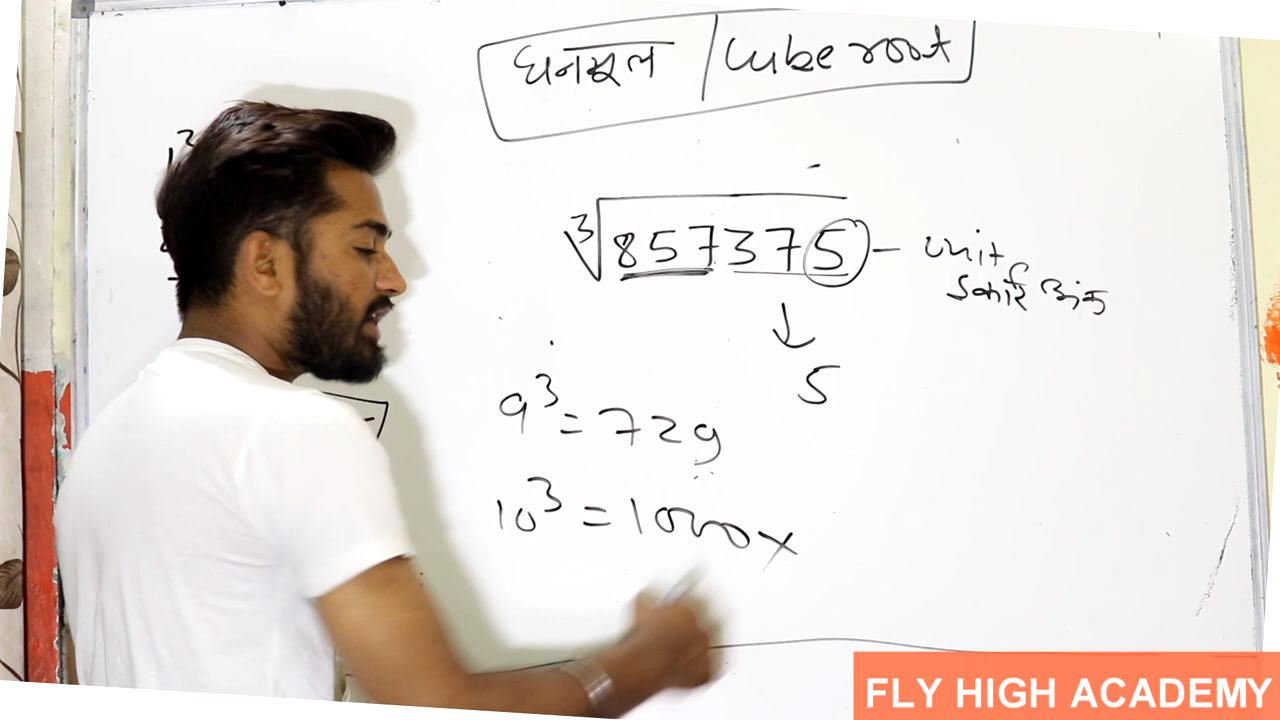 घनमूल / Cube root
∛857375 - unit
इकाई अंक
↓
5
9³ = 729
10³ = 1000 x
FLY HIGH ACADEMY